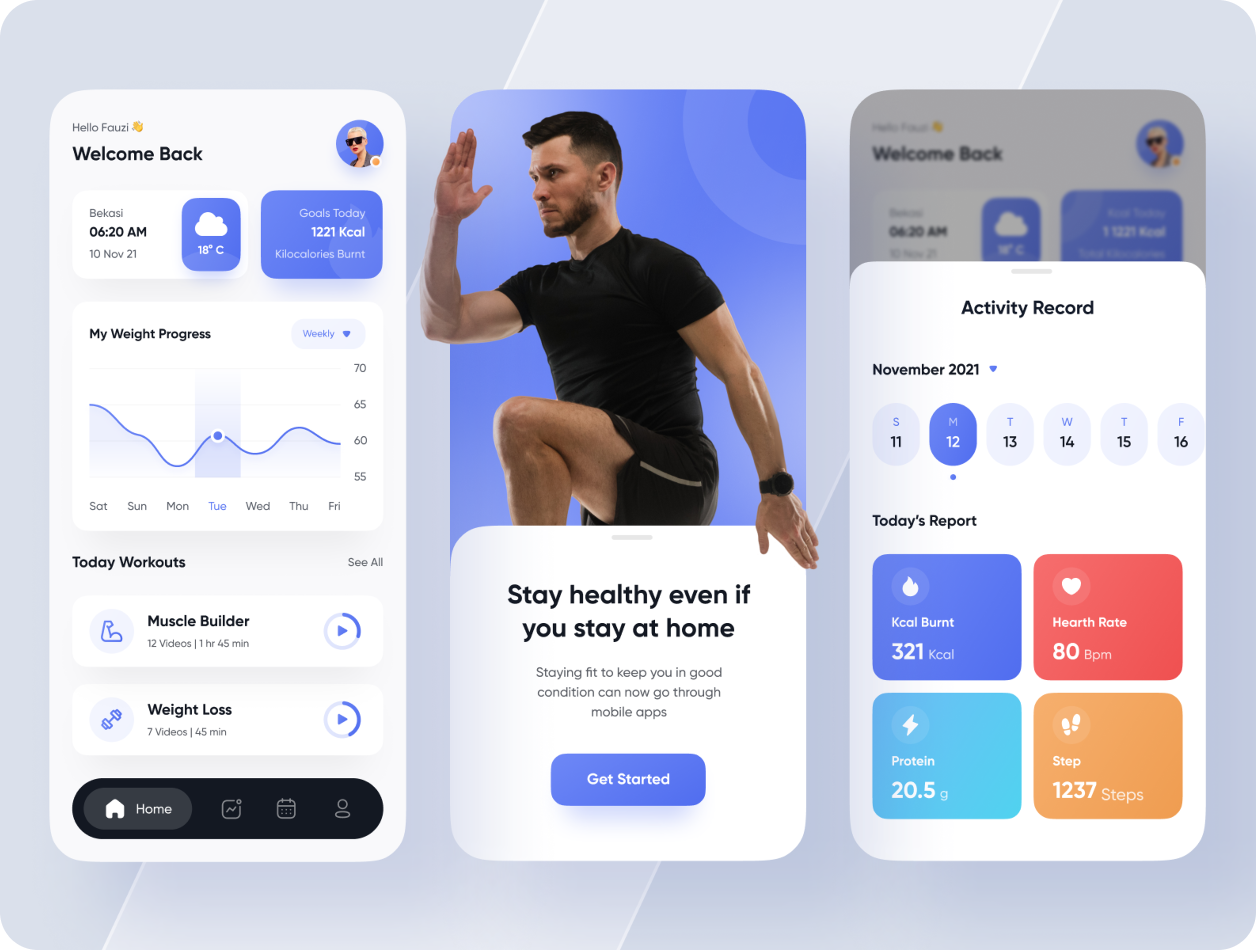 Hello Fauzi 👋
Welcome Back
Bekasi
06:20 AM
10 Nov 21
18° C
Goals Today
1221 Kcal
Kilocalories Burnt
My Weight Progress
Weekly
70
65
60
55
Sat Sun Mon Tue Wed Thu Fri
Today Workouts
See All
Muscle Builder
12 Videos | 1 hr 45 min
Weight Loss
7 Videos | 45 min
Home
Stay healthy even if
you stay at home
Staying fit to keep you in good
condition can now go through
mobile apps
Get Started
Hello Fauzi 👋
Welcome Back
Bekasi
06:20 AM
10 Nov 21
18° C
Kcal Today
1 1221 Kcal
Total Kilocalories
Activity Record
November 2021
S M T W T F
11 12 13 14 15 16
Today’s Report
Kcal Burnt
321 Kcal
Hearth Rate
80 Bpm
Protein
20.5 g
Step
1237 Steps